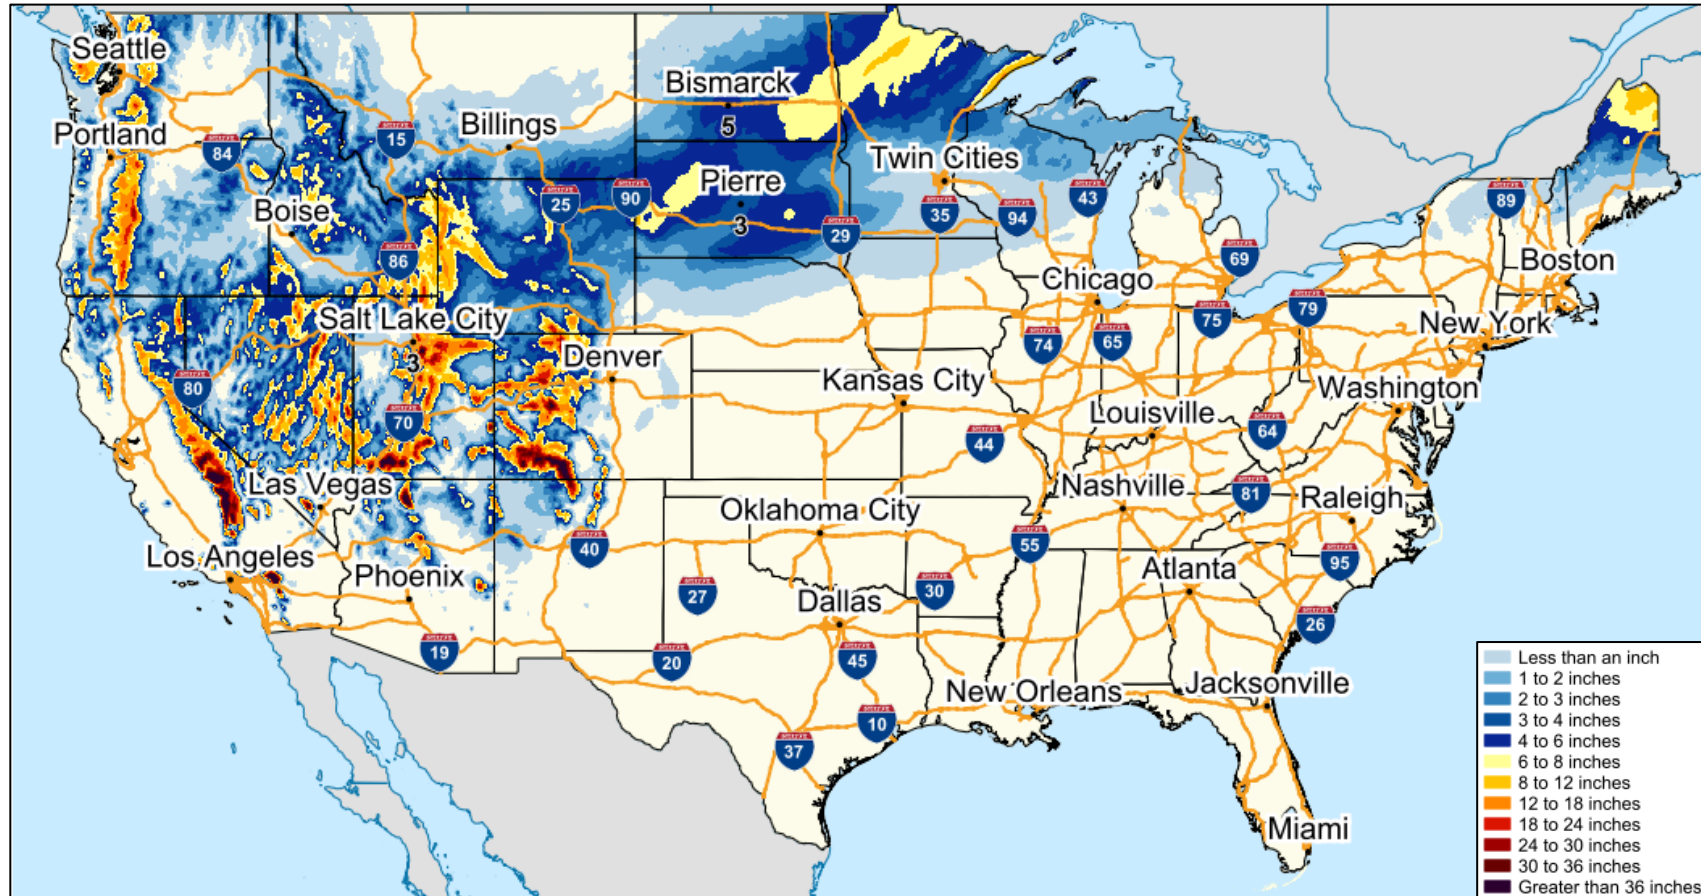 Seattle
Bismarck
5
Portland
84
15
Billings
Twin Cities
Pierre
3
Boise
25
90
35
94
43
89
29
86
69
Boston
Chicago
Salt Lake City
3
79
75
New York
74
65
Denver
80
Kansas City
Washington
70
Louisville
64
44
Las Vegas
Nashville
81
Raleigh
Oklahoma City
40
55
Los Angeles
Phoenix
95
Atlanta
27
30
Dallas
26
19
20
45
New Orleans
Jacksonville
10
37
Miami
Less than an inch
1 to 2 inches
2 to 3 inches
3 to 4 inches
4 to 6 inches
6 to 8 inches
8 to 12 inches
12 to 18 inches
18 to 24 inches
24 to 30 inches
30 to 36 inches
Greater than 36 inches